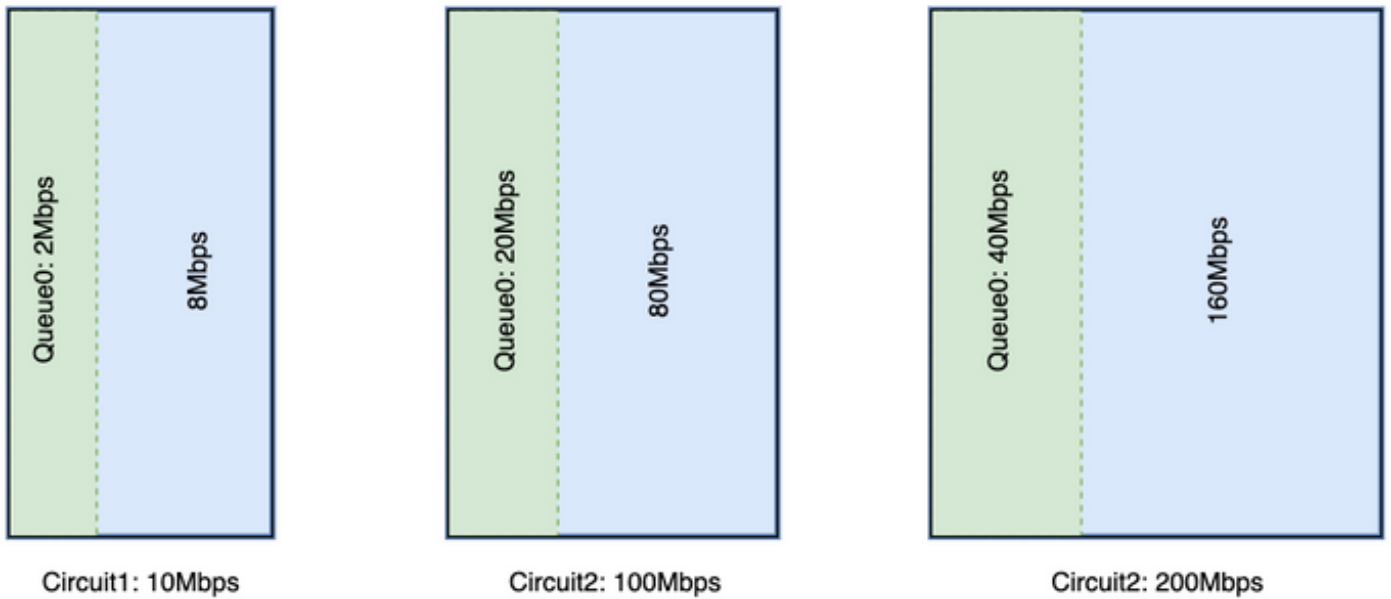 Queue0: 2Mbps
8Mbps
Circuit1: 10Mbps
Queue0: 20Mbps
80Mbps
Circuit2: 100Mbps
Queue0: 40Mbps
160Mbps
Circuit2: 200Mbps